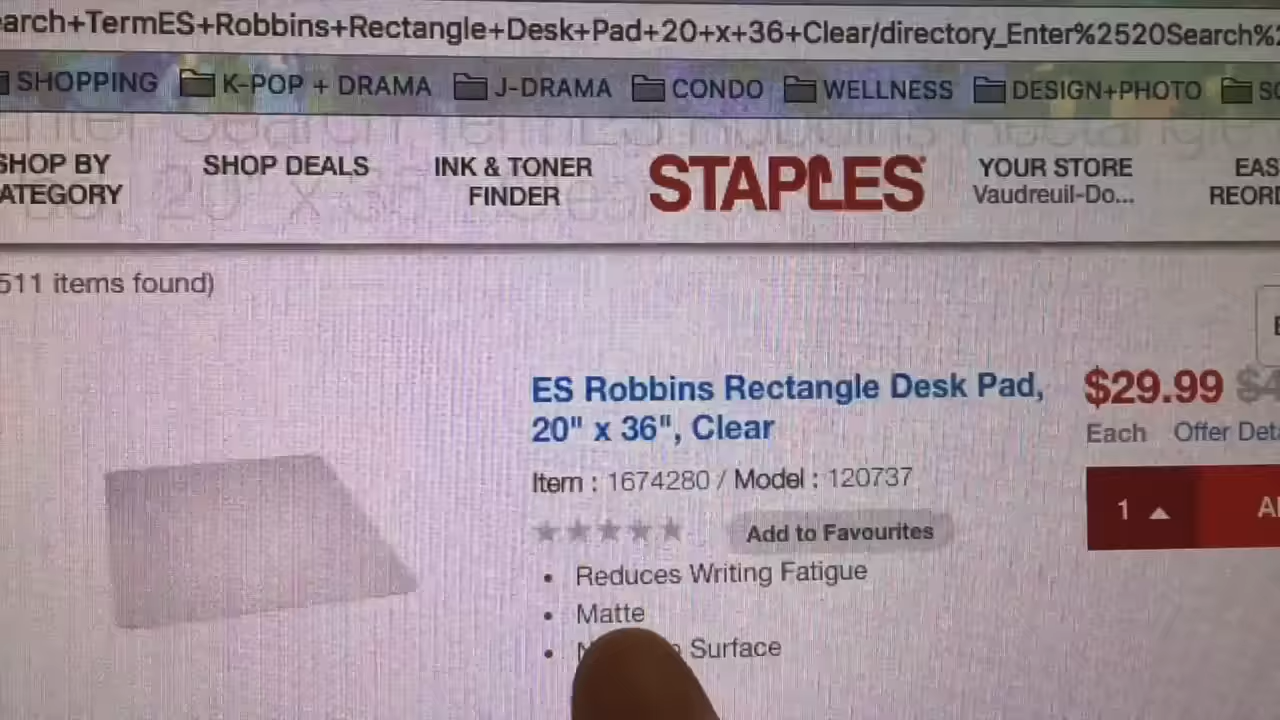 arch+TermES+Robbins+Rectangle+Desk+Pad+20+x+36+Clear/directory_Enter%2520Search%2
SHOPPING K-POP + DRAMA J-DRAMA CONDO WELLNESS DESIGN+PHOTO
SHOP BY
ATEGORY
SHOP DEALS
INK & TONER
FINDER
STAPLES
YOUR STORE
Vaudreuil-Do...
EAS
REORD
511 items found)
ES Robbins Rectangle Desk Pad,
20" x 36", Clear
Item : 1674280 / Model : 120737
Add to Favourites
• Reduces Writing Fatigue
• Matte
• Surface
$29.99 $4
Each Offer Deta
1